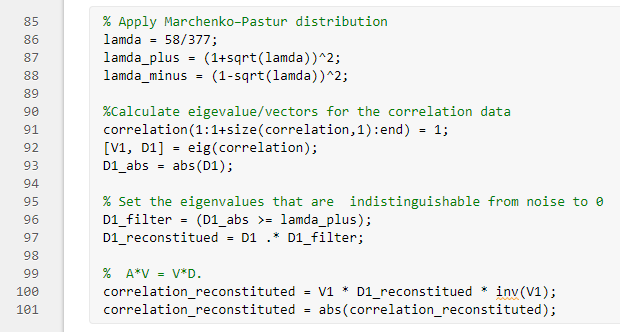 85 % Apply Marchenko–Pastur distribution
86 lamda = 58/377;
87 lamda_plus = (1+sqrt(lamda))^2;
88 lamda_minus = (1-sqrt(lamda))^2;
89
90 %Calculate eigevalue/vectors for the correlation data
91 correlation(1:1+size(correlation,1):end) = 1;
92 [V1, D1] = eig(correlation);
93 D1_abs = abs(D1);
94
95 % Set the eigenvalues that are  indistinguishable from noise to 0
96 D1_filter = (D1_abs >= lamda_plus);
97 D1_reconstitued = D1 .* D1_filter;
98
99 %  A*V = V*D.
100 correlation_reconstituted = V1 * D1_reconstitued * inv(V1);
101 correlation_reconstituted = abs(correlation_reconstituted);